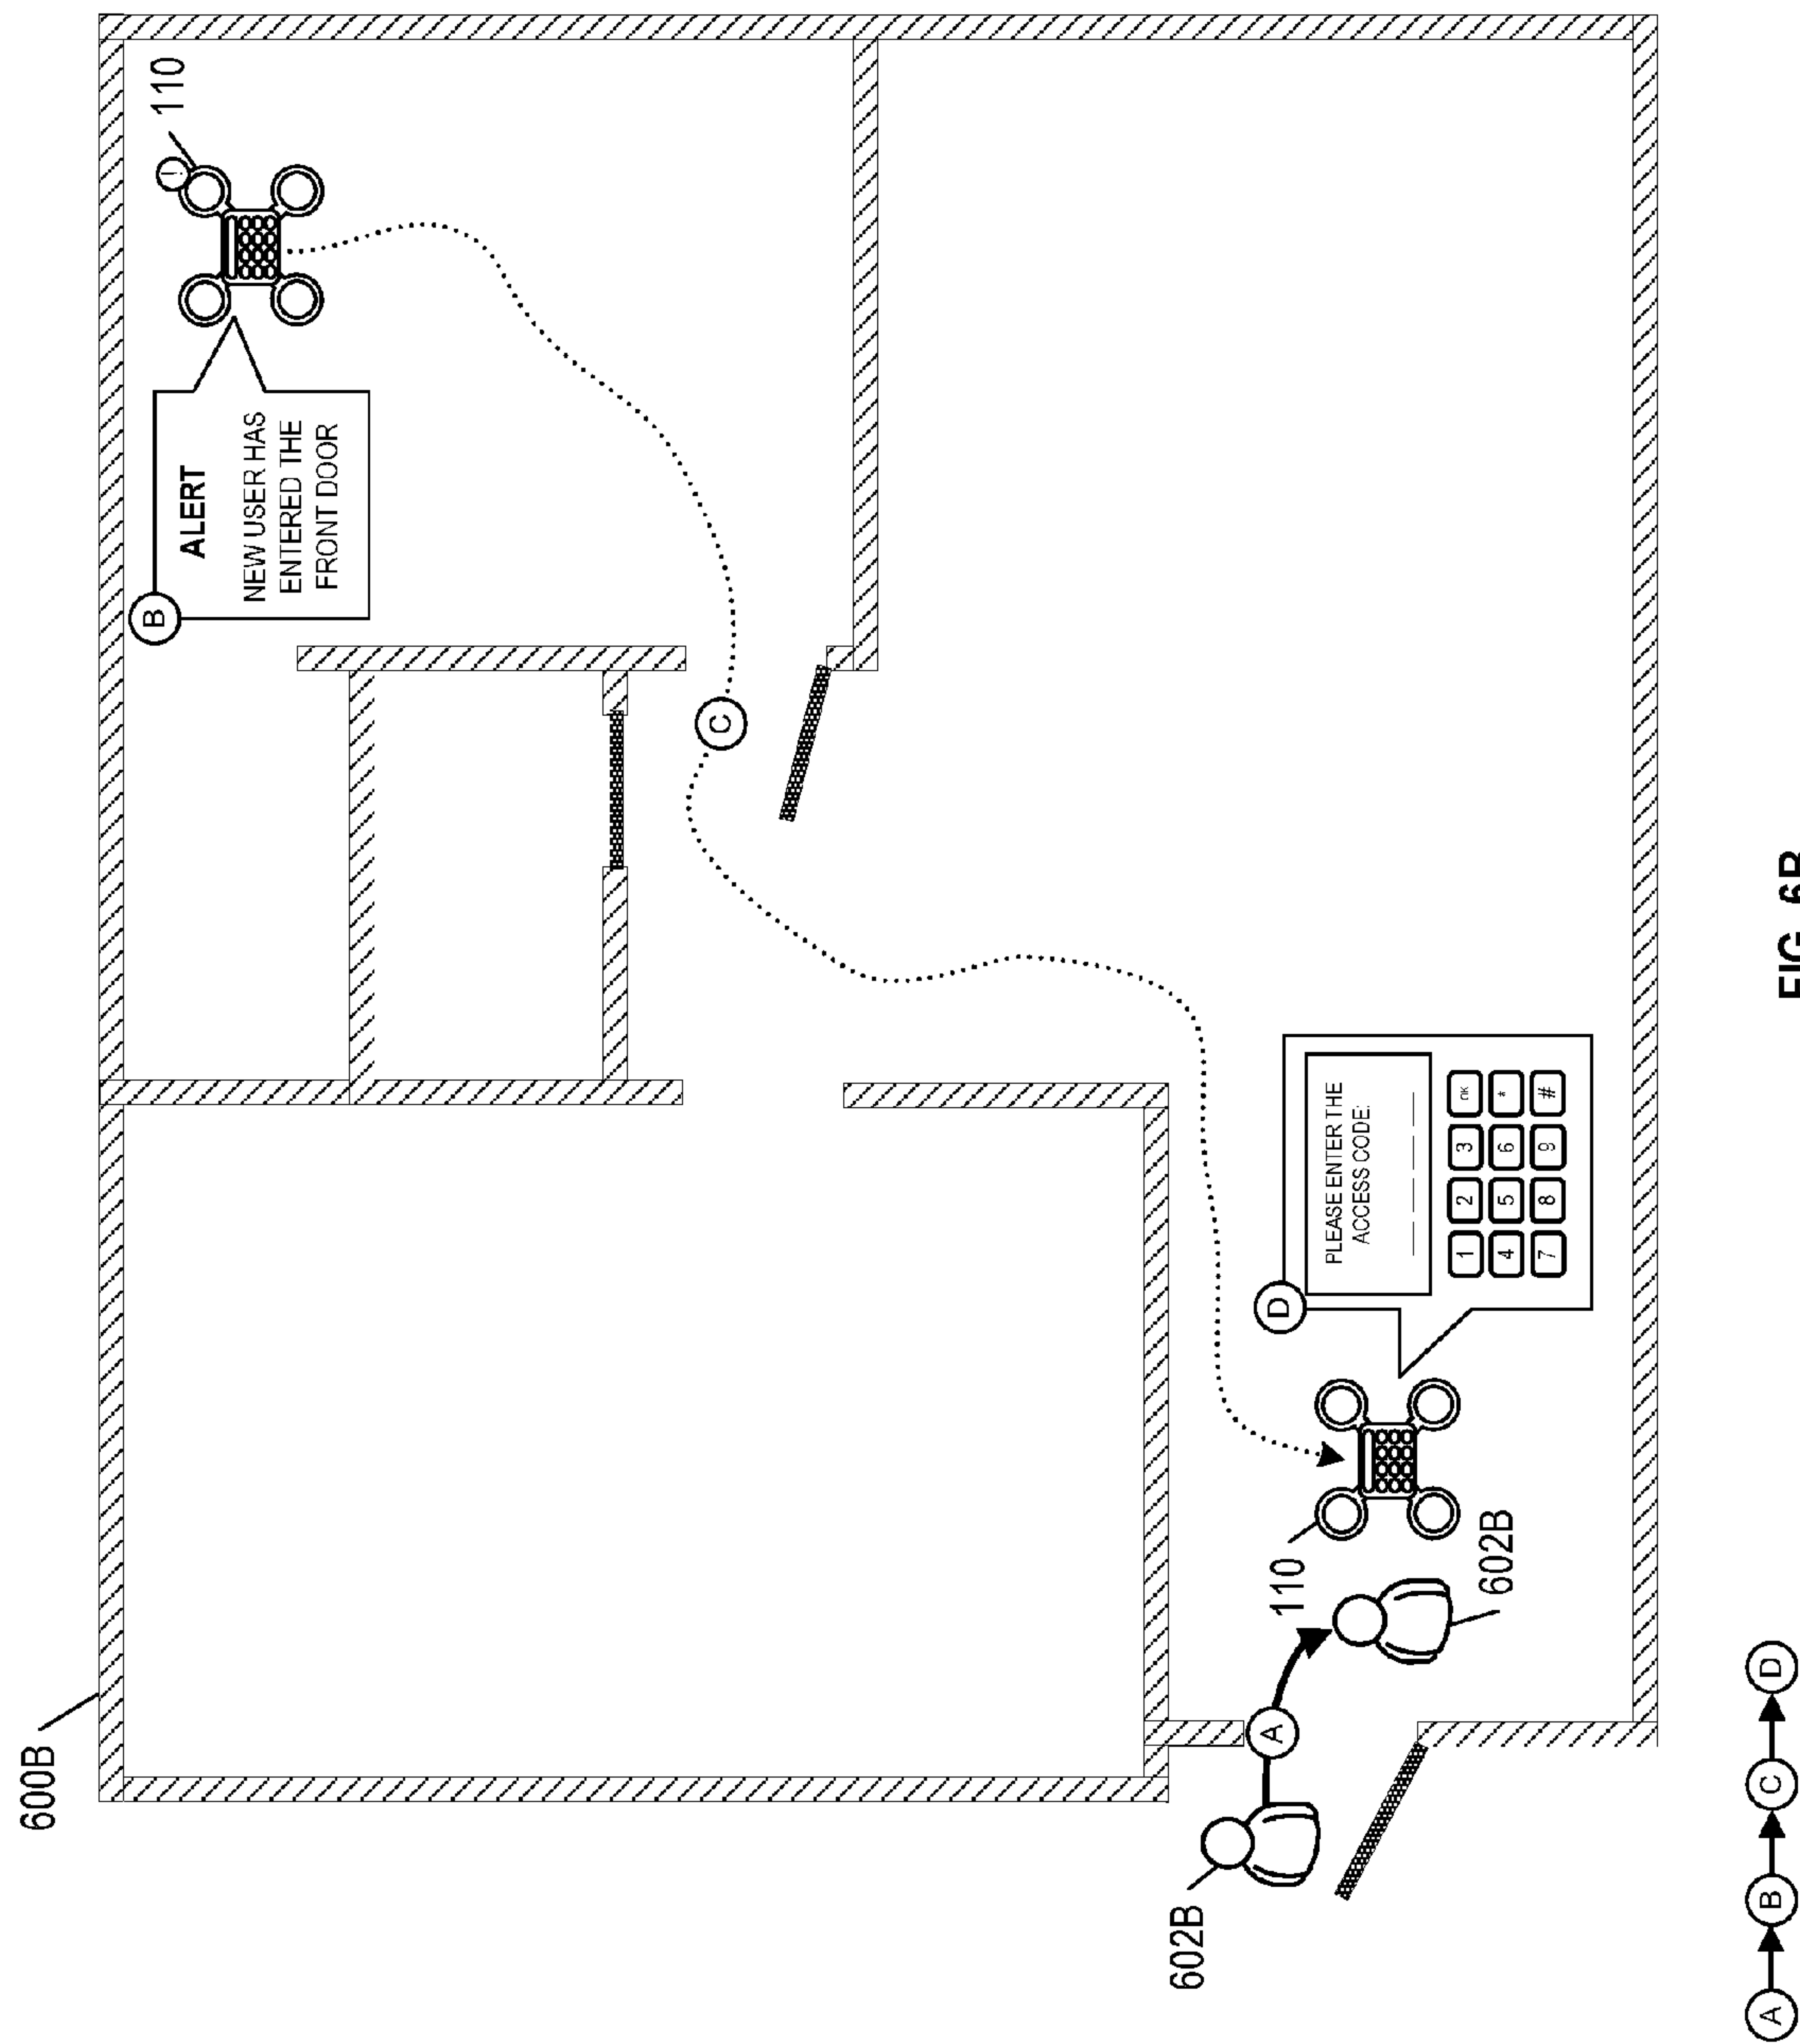 600B
110
B
ALERT
NEW USER HAS
ENTERED THE
FRONT DOOR
C
D
PLEASE ENTER THE
ACCESS CODE:
1 2 3 OK
4 5 6 *
7 8 9 #
110
602B
A
602B
A B C D
FIG. 6B